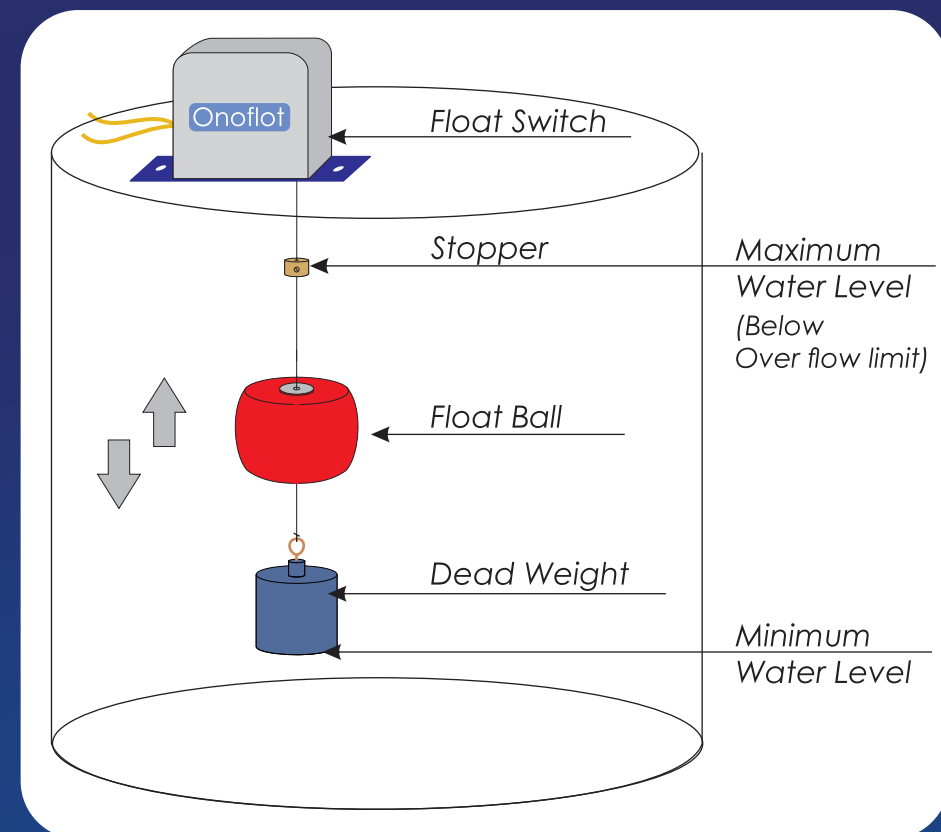 Onoflot
Float Switch
Stopper
Maximum
Water Level
(Below
Over flow limit)
Float Ball
Dead Weight
Minimum
Water Level